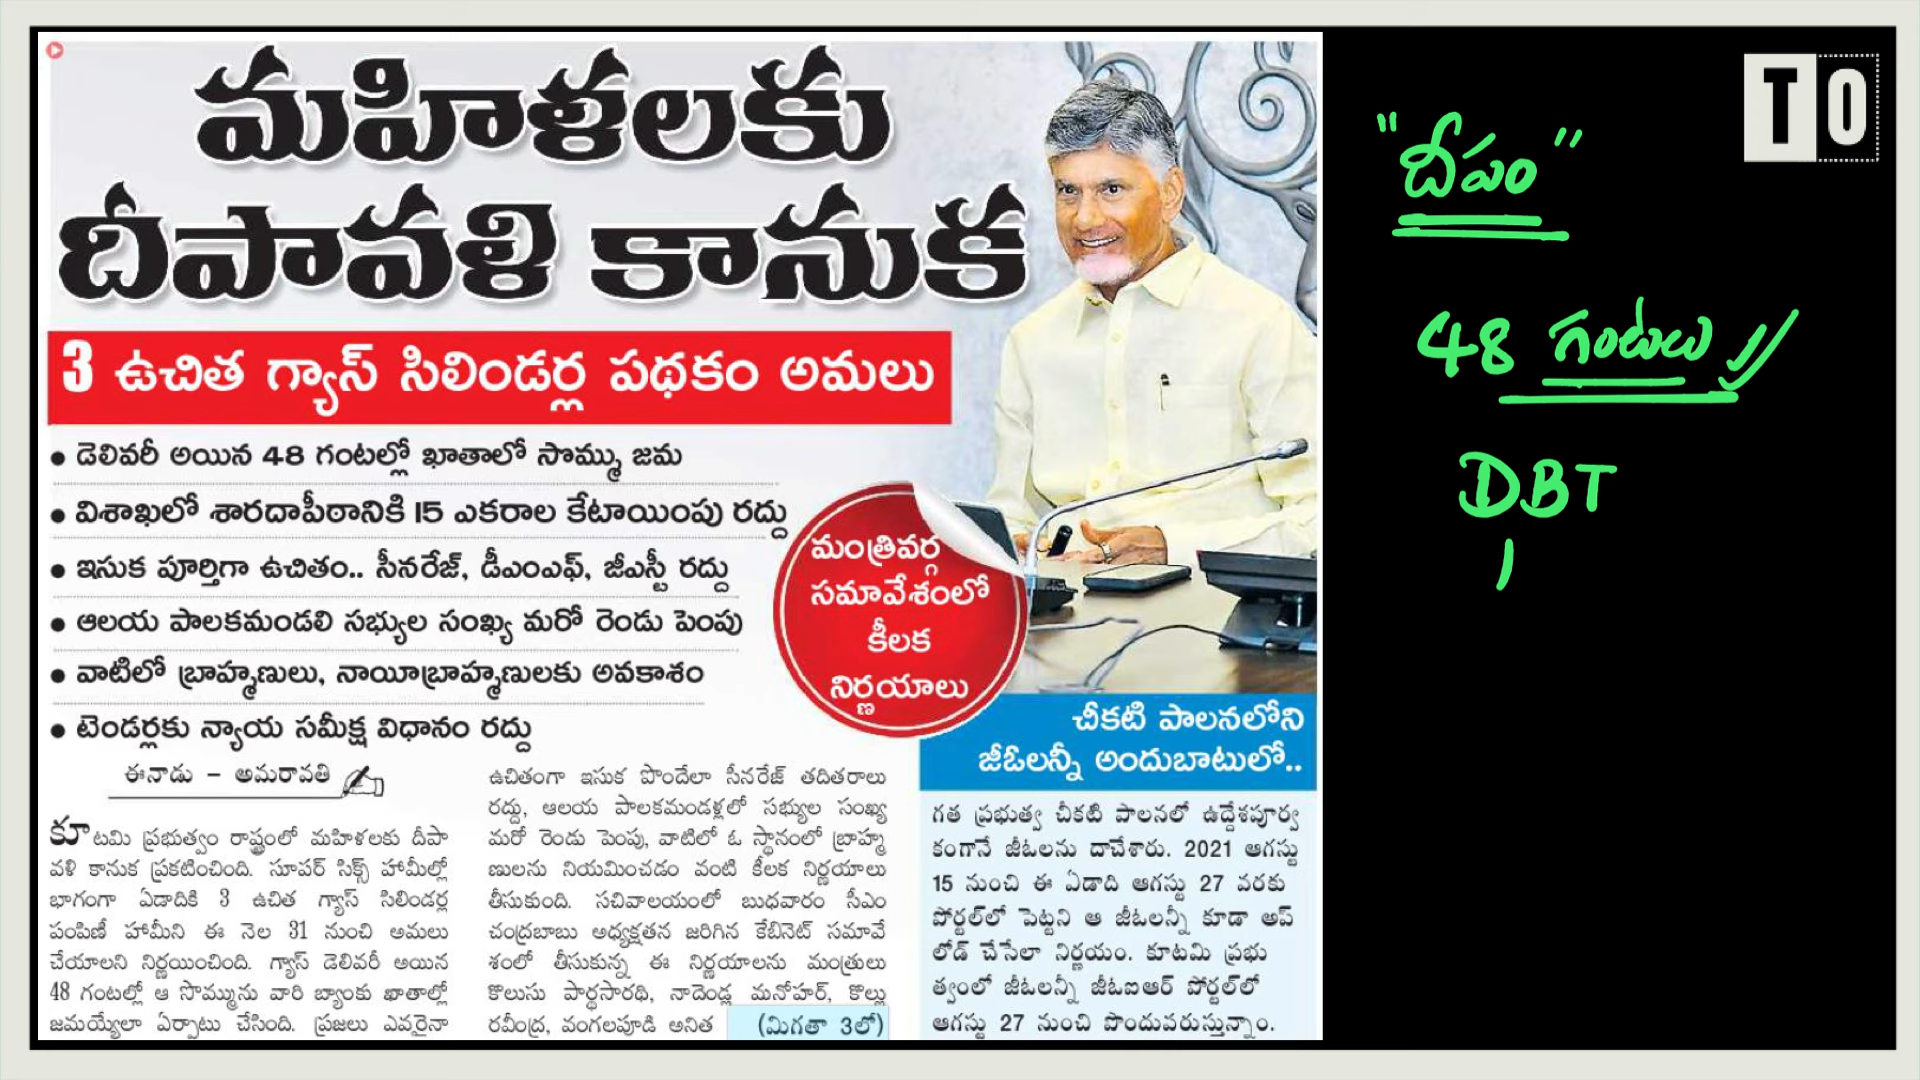 మహిళలకు
దీపావళి కానుక
3 ఉచిత గ్యాస్ సిలిండర్ల పథకం అమలు
• డెలివరీ అయిన 48 గంటల్లో ఖాతాలో సొమ్ము జమ
• విశాఖలో శారదాపీఠానికి 15 ఎకరాల కేటాయింపు రద్దు
• ఇసుక పూర్తిగా ఉచితం.. సీనరేజ్, డీఎంఎఫ్, జీఎస్టీ రద్దు
• ఆలయ పాలకమండలి సభ్యుల సంఖ్య మరో రెండు పెంపు
• వాటిలో బ్రాహ్మణులు, నాయీబ్రాహ్మణులకు అవకాశం
• టెండర్లకు న్యాయ సమీక్ష విధానం రద్దు
మంత్రివర్గ
సమావేశంలో
కీలక
నిర్ణయాలు
ఈనాడు – అమరావతి
కూటమి ప్రభుత్వం రాష్ట్రంలో మహిళలకు దీపా
వళి కానుక ప్రకటించింది. సూపర్ సిక్స్ హామీల్లో
భాగంగా ఏడాదికి 3 ఉచిత గ్యాస్ సిలిండర్ల
పంపిణీ హామీని ఈ నెల 31 నుంచి అమలు
చేయాలని నిర్ణయించింది. గ్యాస్ డెలివరీ అయిన
48 గంటల్లో ఆ సొమ్మును వారి బ్యాంకు ఖాతాల్లో
జమయ్యేలా ఏర్పాటు చేసింది. ప్రజలు ఎవరైనా
ఉచితంగా ఇసుక పొందేలా సీనరేజ్ తదితరాలు
రద్దు, ఆలయ పాలకమండళ్లలో సభ్యుల సంఖ్య
మరో రెండు పెంపు, వాటిలో ఓ స్థానంలో బ్రాహ్మ
ణులను నియమించడం వంటి కీలక నిర్ణయాలు
తీసుకుంది. సచివాలయంలో బుధవారం సీఎం
చంద్రబాబు అధ్యక్షతన జరిగిన కేబినెట్ సమావే
శంలో తీసుకున్న ఈ నిర్ణయాలను మంత్రులు
కొలుసు పార్థసారథి, నాదెండ్ల మనోహర్, కొల్లు
రవీంద్ర, వంగలపూడి అనిత (మిగతా 3లో)
చీకటి పాలనలోని
జీఓలన్నీ అందుబాటులో..
గత ప్రభుత్వ చీకటి పాలనలో ఉద్దేశపూర్వ
కంగానే జీఓలను దాచేశారు. 2021 ఆగస్టు
15 నుంచి ఈ ఏడాది ఆగస్టు 27 వరకు
పోర్టల్‌లో పెట్టని ఆ జీఓలన్నీ కూడా అప్
లోడ్ చేసేలా నిర్ణయం. కూటమి ప్రభు
త్వంలో జీఓలన్నీ జీఓఐఆర్ పోర్టల్‌లో
ఆగస్టు 27 నుంచి పొందుపరుస్తున్నాం.
TO
"దీపం"
48 గంటలు
DBT